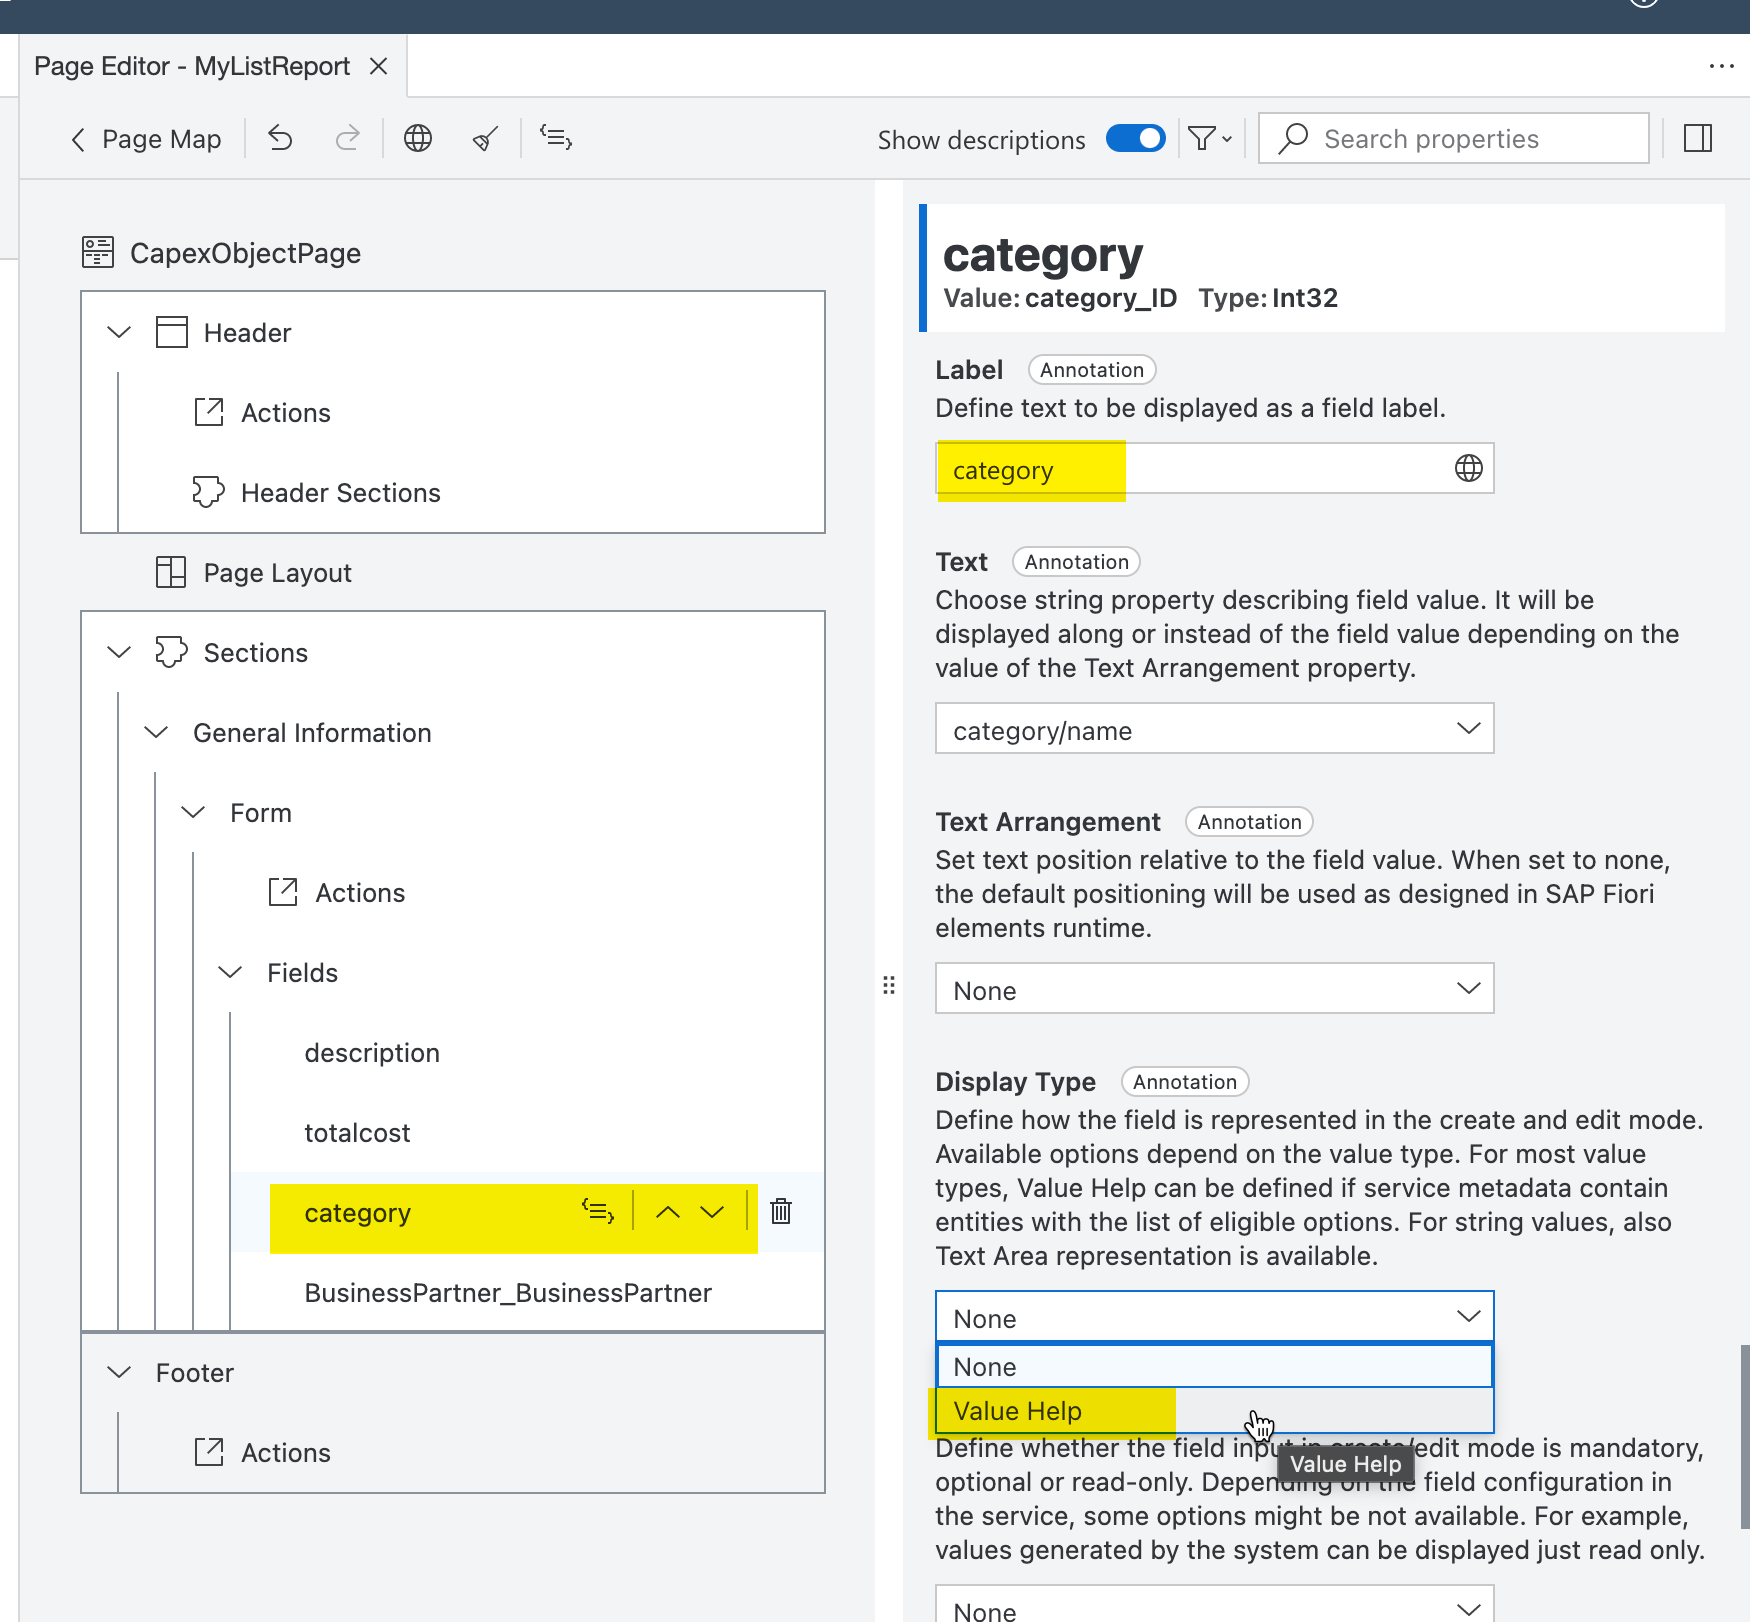 Page Editor - MyListReport
Page Map
Show descriptions
Search properties
CapexObjectPage
Header
Actions
Header Sections
Page Layout
Sections
General Information
Form
Actions
Fields
description
totalcost
category
BusinessPartner_BusinessPartner
Footer
Actions
category
Value: category_ID Type: Int32
Label Annotation
Define text to be displayed as a field label.
category
Text Annotation
Choose string property describing field value. It will be
displayed along or instead of the field value depending on the
value of the Text Arrangement property.
category/name
Text Arrangement Annotation
Set text position relative to the field value. When set to none,
the default positioning will be used as designed in SAP Fiori
elements runtime.
None
Display Type Annotation
Define how the field is represented in the create and edit mode.
Available options depend on the value type. For most value
types, Value Help can be defined if service metadata contain
entities with the list of eligible options. For string values, also
Text Area representation is available.
None
None
Value Help
Define whether the field input in create/edit mode is mandatory,
Value Help
optional or read-only. Depending on the field configuration in
the service, some options might be not available. For example,
values generated by the system can be displayed just read only.
None